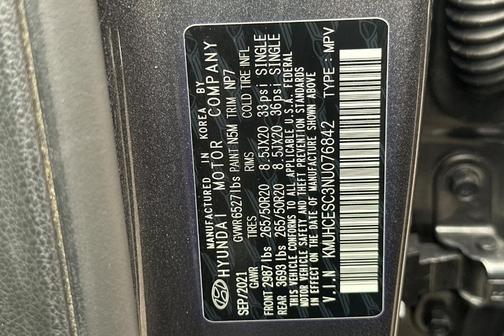 MANUFACTURED IN KOREA BY
HYUNDAI MOTOR COMPANY
SEP/2021 GVWR6527lbs PAINT N5M TRIM NP7
GAWR TIRES RIMS COLD TIRE INFL
FRONT 2987lbs 265/50R20 8.5JX20 33psi SINGLE
REAR 3693lbs 265/50R20 8.5JX20 36psi SINGLE
THIS VEHICLE CONFORMS TO ALL APPLICABLE U.S.A. FEDERAL
MOTOR VEHICLE SAFETY AND THEFT PREVENTION STANDARDS
IN EFFECT ON THE DATE OF MANUFACTURE SHOWN ABOVE
V.I.N KMUHCESC3NU076842 TYPE: MPV